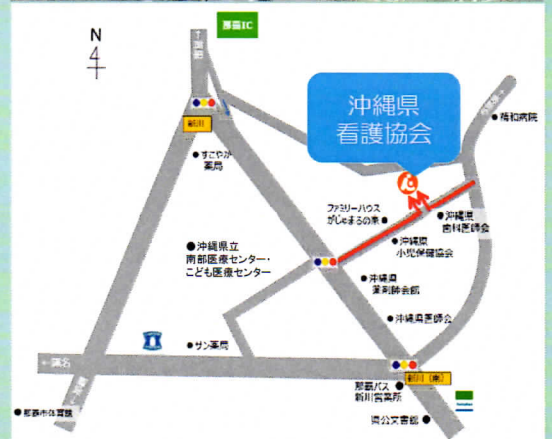 那覇IC
N
新川
すこやか
薬局
沖縄県
看護協会
精和病院
ファミリーハウス
がじゅまるの家
沖縄県
歯科医師会
沖縄県
小児保健協会
沖縄県立
南部医療センター・
こども医療センター
沖縄県
薬剤師会館
沖縄県医師会
サン薬局
←国名
新川(南)
那覇バス
新川営業所
那覇市体育館
県公文書館